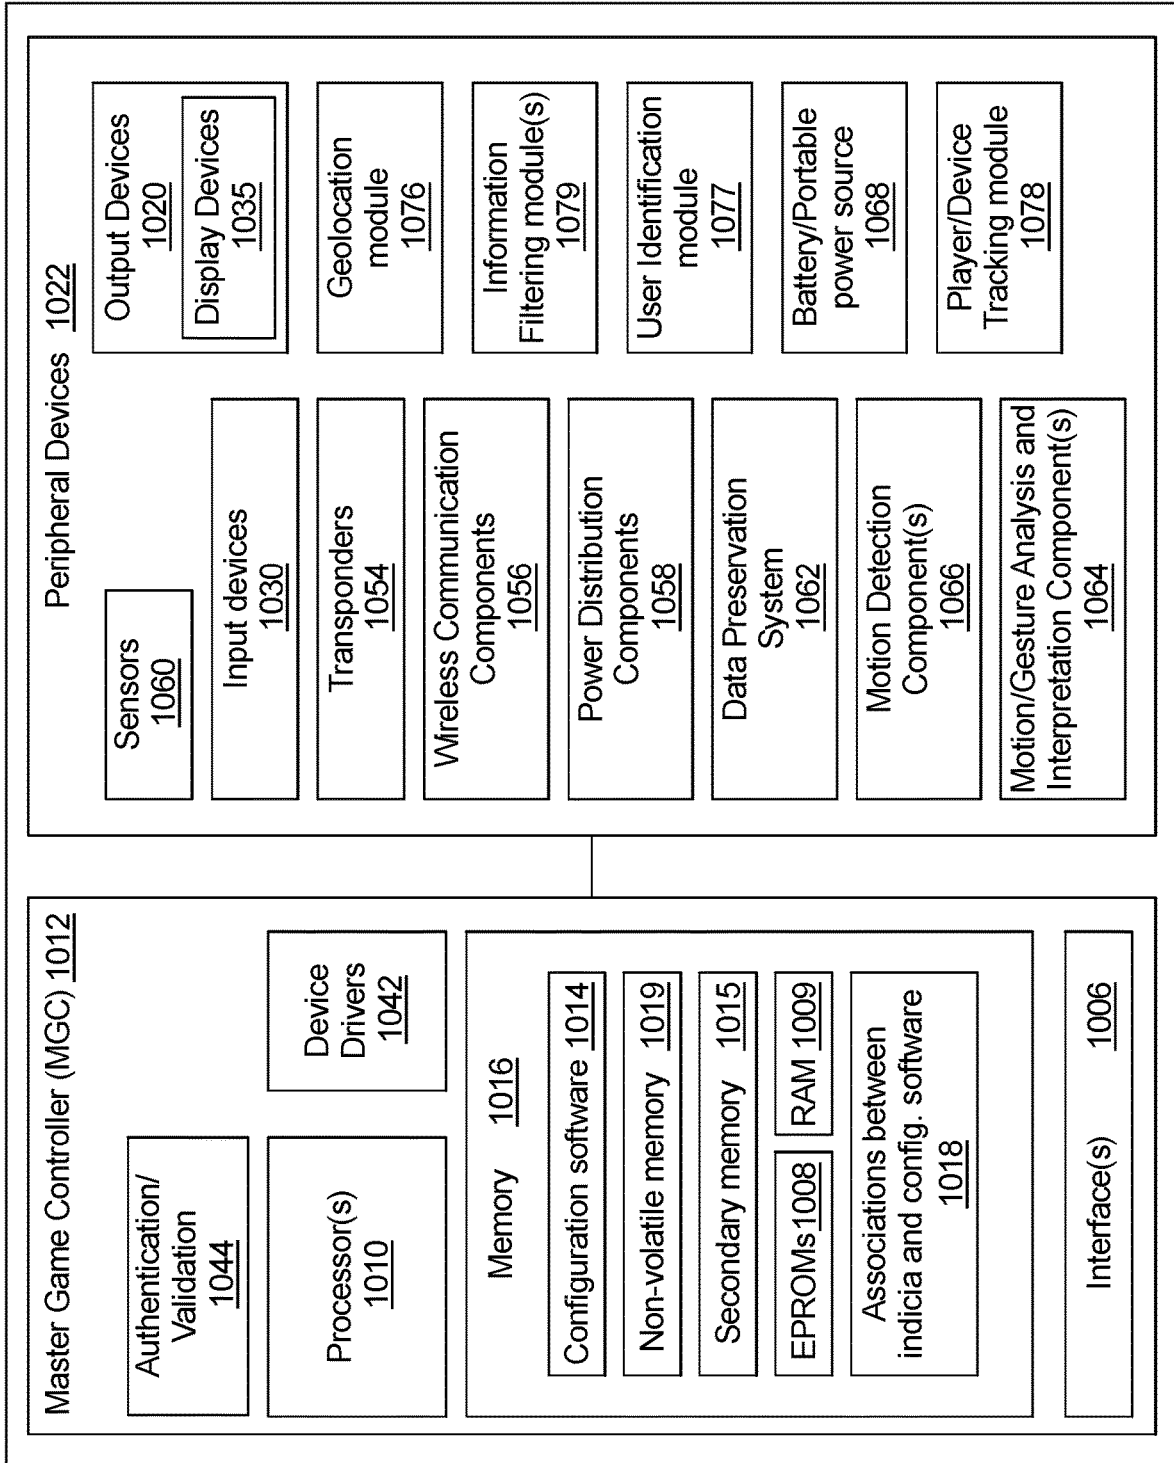 Master Game Controller (MGC) 1012
Authentication/
Validation
1044
Processor(s)
1010
Device
Drivers
1042
Memory 1016
Configuration software 1014
Non-volatile memory 1019
Secondary memory 1015
EPROMs1008
RAM 1009
Associations between
indicia and config. software
1018
Interface(s) 1006
Peripheral Devices 1022
Sensors
1060
Input devices
1030
Transponders
1054
Wireless Communication
Components
1056
Power Distribution
Components
1058
Data Preservation
System
1062
Motion Detection
Component(s)
1066
Motion/Gesture Analysis and
Interpretation Component(s)
1064
Output Devices
1020
Display Devices
1035
Geolocation
module
1076
Information
Filtering module(s)
1079
User Identification
module
1077
Battery/Portable
power source
1068
Player/Device
Tracking module
1078